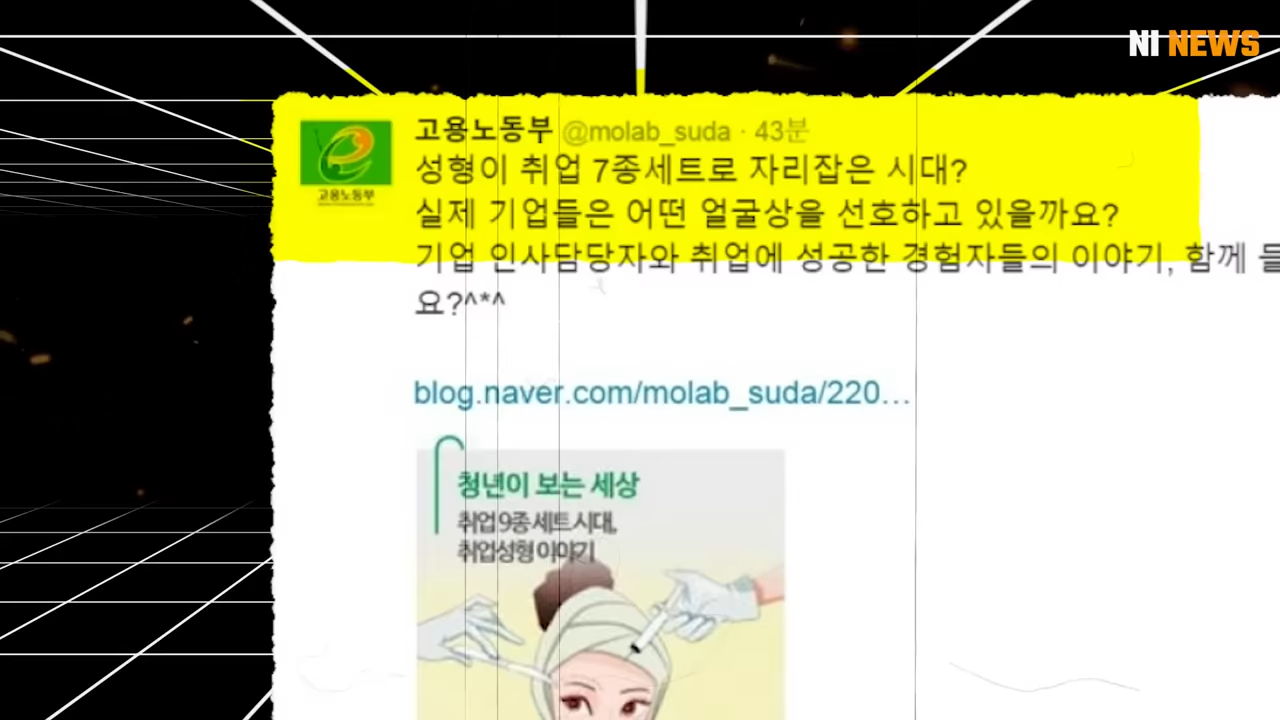 NI NEWS
고용노동부 @molab_suda · 43분
성형이 취업 7종세트로 자리잡은 시대?
실제 기업들은 어떤 얼굴상을 선호하고 있을까요?
기업 인사담당자와 취업에 성공한 경험자들의 이야기, 함께 들
요?^*^
고용노동부
blog.naver.com/molab_suda/220...
청년이 보는 세상
취업 9종 세트 시대,
취업성형 이야기